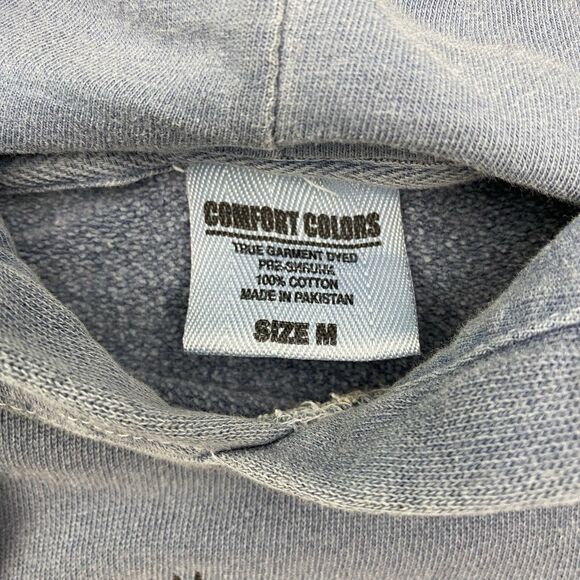 COMFORT COLORS
TRUE GARMENT DYED
PRE-SHRUNK
100% COTTON
MADE IN PAKISTAN
SIZE M